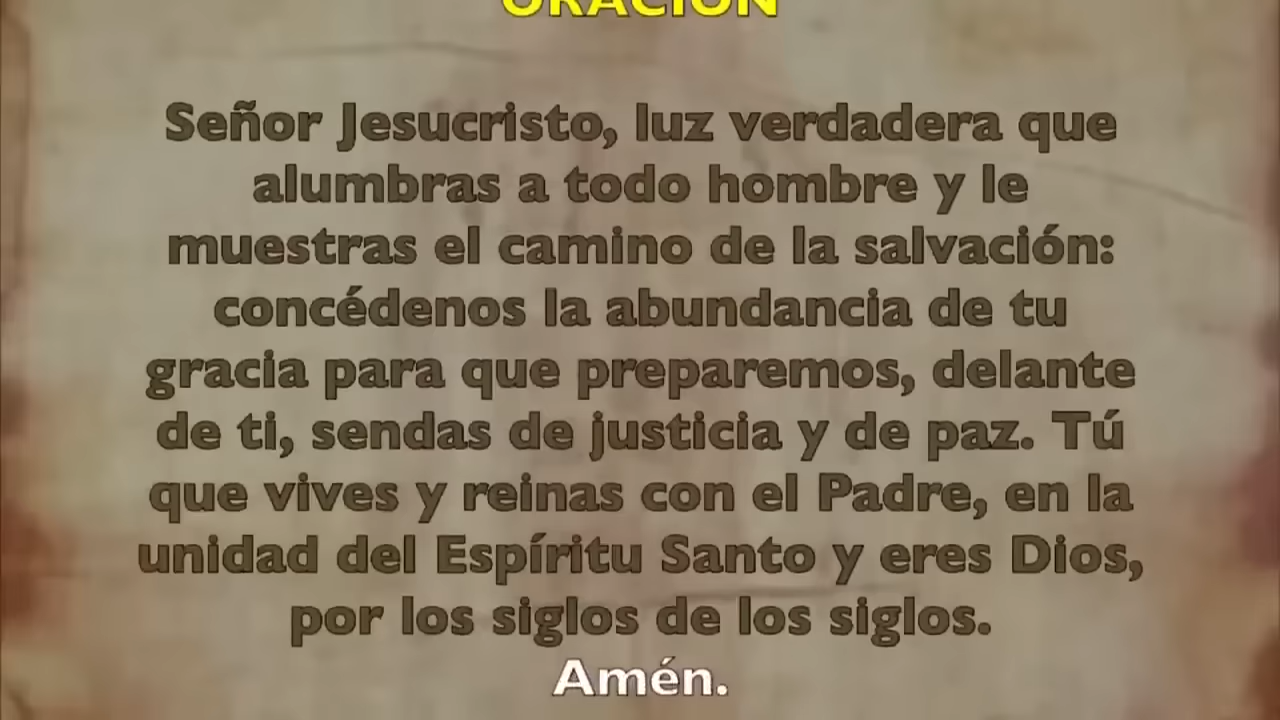 ORACIÓN
Señor Jesucristo, luz verdadera que
alumbras a todo hombre y le
muestras el camino de la salvación:
concédenos la abundancia de tu
gracia para que preparemos, delante
de ti, sendas de justicia y de paz. Tú
que vives y reinas con el Padre, en la
unidad del Espíritu Santo y eres Dios,
por los siglos de los siglos.
Amén.